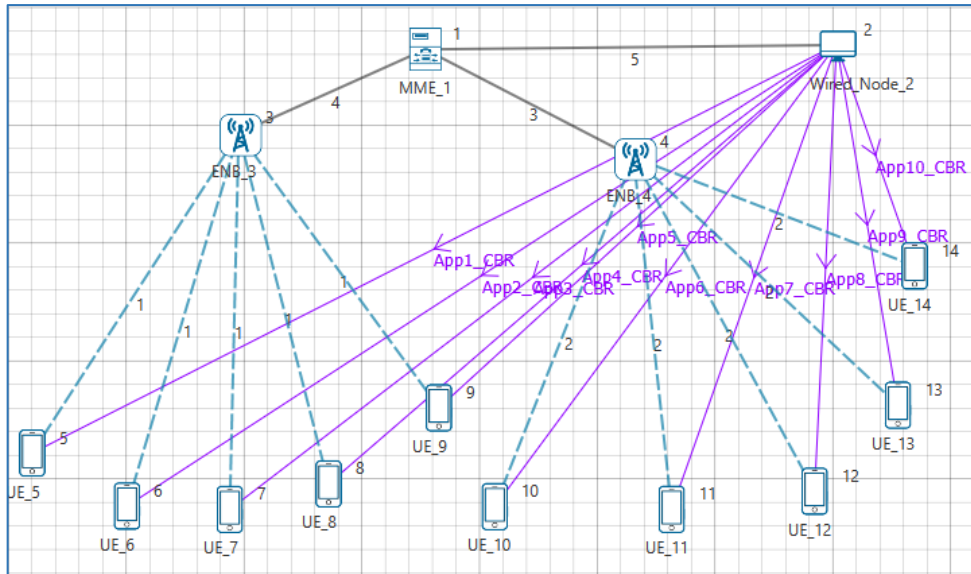 1
2
MME_1
5
Wired_Node_2
4
3
3
ENB_3
4
ENB_4
App10_CBR
2
App9_CBR
14
App5_CBR
App1_CBR
App4_CBR
App2_CBR
App3_CBR
App6_CBR
App7_CBR
App8_CBR
UE_14
1
1
1
1
1
2
2
2
2
9
UE_9
13
UE_13
5
UE_5
6
UE_6
7
UE_7
8
UE_8
10
UE_10
11
UE_11
12
UE_12